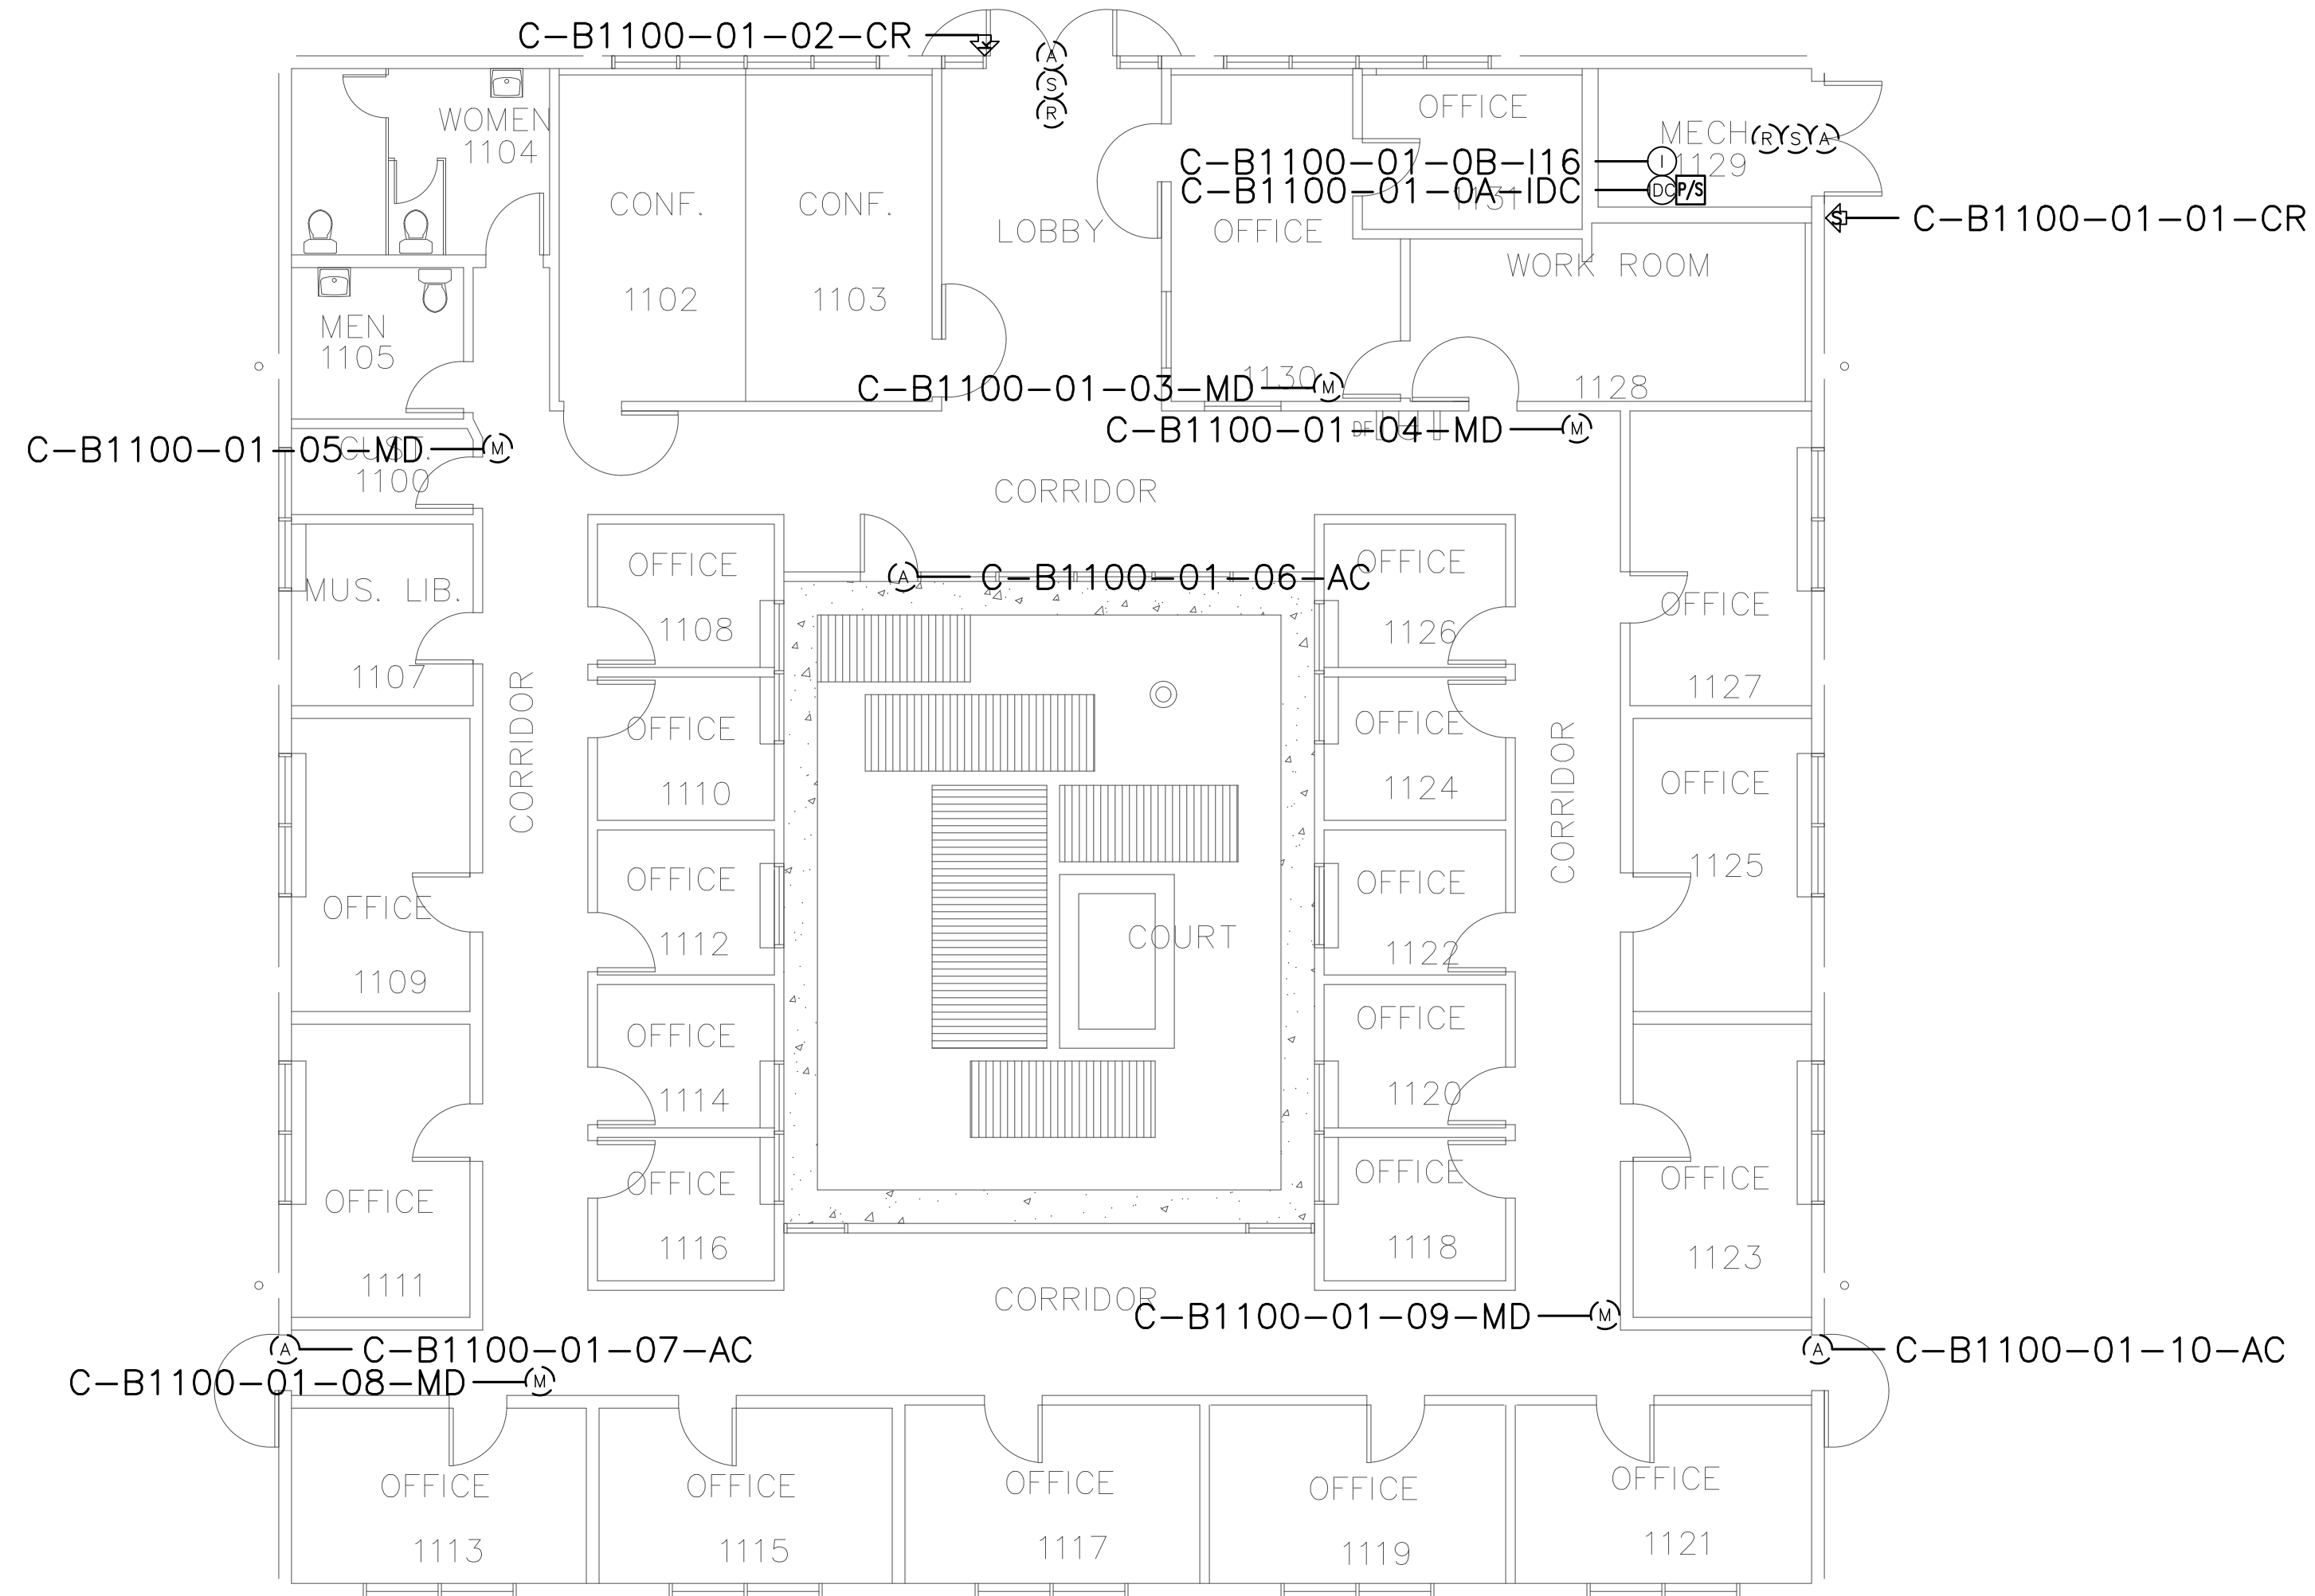 C-B1100-01-02-CR
A
S
R
WOMEN
1104
OFFICE
MECH
R S A
1129
C-B1100-01-0B-I16
I
C-B1100-01-0A-IDC
IDC P/S
1131
CONF.
CONF.
LOBBY
OFFICE
S
C-B1100-01-01-CR
WORK ROOM
1102
1103
MEN
1105
C-B1100-01-03-MD
M
1130
1128
C-B1100-01-04-MD
M
DF
C-B1100-01-05-MD
M
CUST.
1100
CORRIDOR
OFFICE
1108
C-B1100-01-06-AC
A
OFFICE
1126
MUS. LIB.
1107
OFFICE
1127
CORRIDOR
OFFICE
1110
OFFICE
1124
CORRIDOR
OFFICE
1125
OFFICE
1109
OFFICE
1112
COURT
OFFICE
1122
OFFICE
1114
OFFICE
1120
OFFICE
1111
OFFICE
1116
OFFICE
1118
OFFICE
1123
CORRIDOR
C-B1100-01-09-MD
M
A
C-B1100-01-07-AC
A
C-B1100-01-10-AC
C-B1100-01-08-MD
M
OFFICE
1113
OFFICE
1115
OFFICE
1117
OFFICE
1119
OFFICE
1121